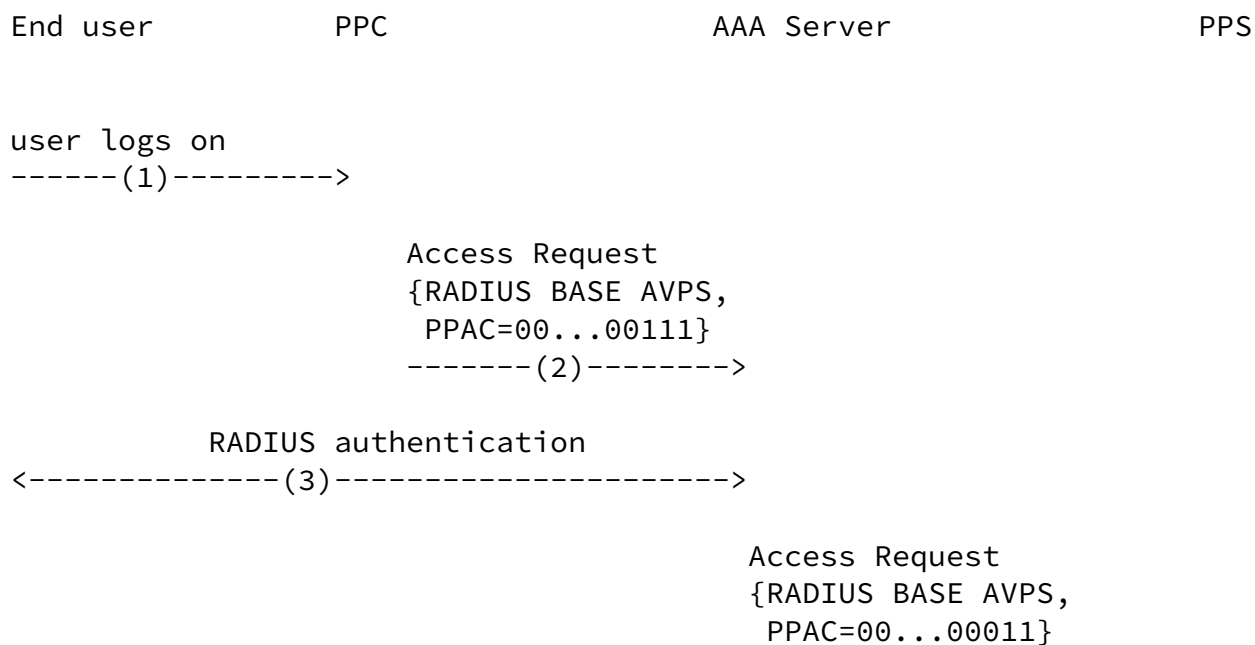 End user          PPC                  AAA Server                 PPS
user logs on
------(1)--------->
Access Request
{RADIUS BASE AVPS,
PPAC=00...00111}
-------(2)-------->
RADIUS authentication
<--------------(3)---------------------->
Access Request
{RADIUS BASE AVPS,
PPAC=00...00011}